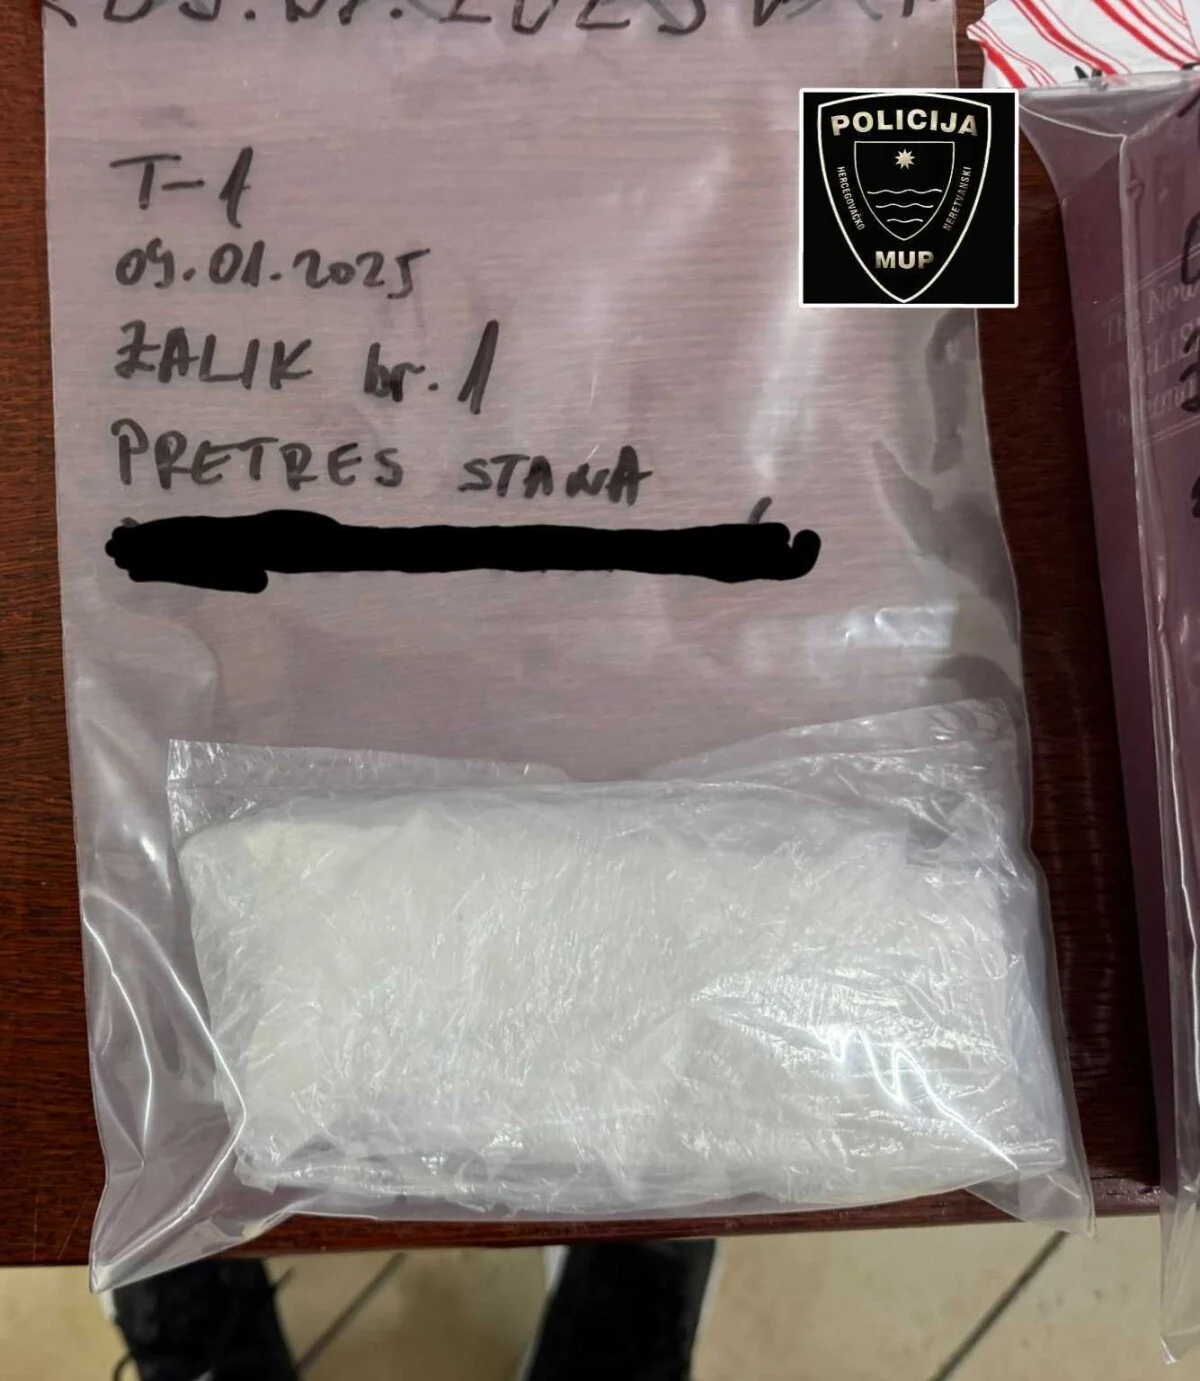 T-1
09.01.2025
ZALIK br. 1
PRETRES STANA
POLICIJA
HERCEGOVAČKO
NERETVANSKI
MUP